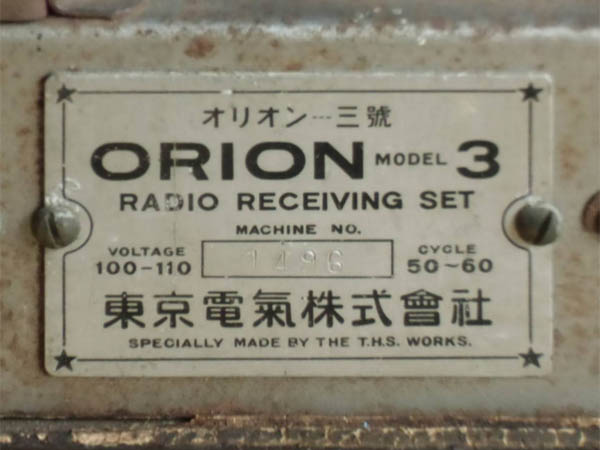 オリオン…三號
ORION MODEL 3
RADIO RECEIVING SET
MACHINE NO.
VOLTAGE
100-110
1496
CYCLE
50~60
東京電氣株式會社
SPECIALLY MADE BY THE T.H.S. WORKS.